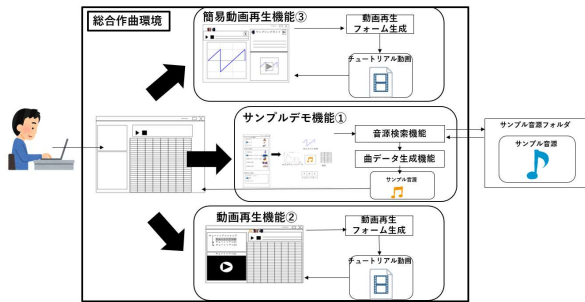 総合作曲環境
簡易動画再生機能③
動画再生
フォーム生成
チュートリアル動画
サンプルデモ機能①
音源検索機能
曲データ生成機能
サンプル音源
サンプル音源フォルダ
サンプル音源
動画再生機能②
動画再生
フォーム生成
チュートリアル動画